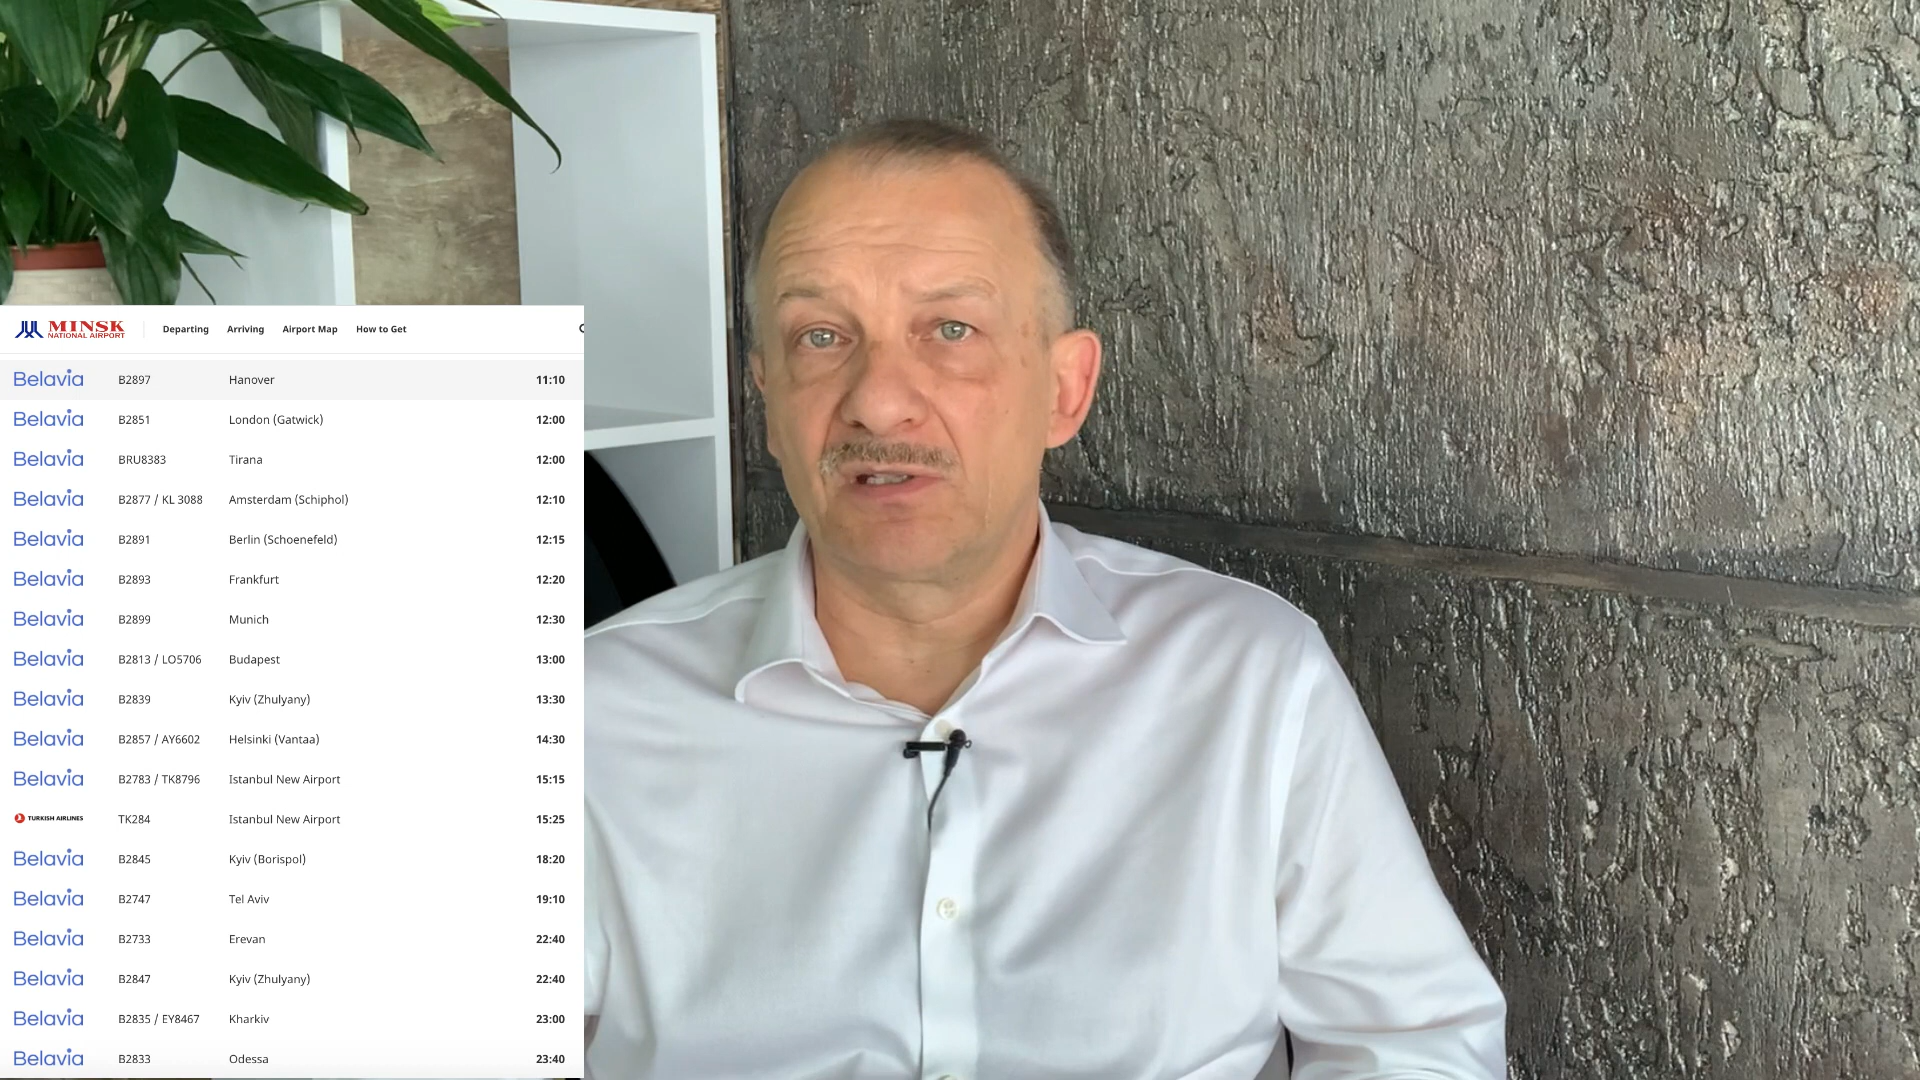 MINSK
NATIONAL AIRPORT
Departing Arriving Airport Map How to Get
Belavia B2897 Hanover 11:10
Belavia B2851 London (Gatwick) 12:00
Belavia BRU8383 Tirana 12:00
Belavia B2877 / KL 3088 Amsterdam (Schiphol) 12:10
Belavia B2891 Berlin (Schoenefeld) 12:15
Belavia B2893 Frankfurt 12:20
Belavia B2899 Munich 12:30
Belavia B2813 / LO5706 Budapest 13:00
Belavia B2839 Kyiv (Zhulyany) 13:30
Belavia B2857 / AY6602 Helsinki (Vantaa) 14:30
Belavia B2783 / TK8796 Istanbul New Airport 15:15
TURKISH AIRLINES TK284 Istanbul New Airport 15:25
Belavia B2845 Kyiv (Borispol) 18:20
Belavia B2747 Tel Aviv 19:10
Belavia B2733 Erevan 22:40
Belavia B2847 Kyiv (Zhulyany) 22:40
Belavia B2835 / EY8467 Kharkiv 23:00
Belavia B2833 Odessa 23:40